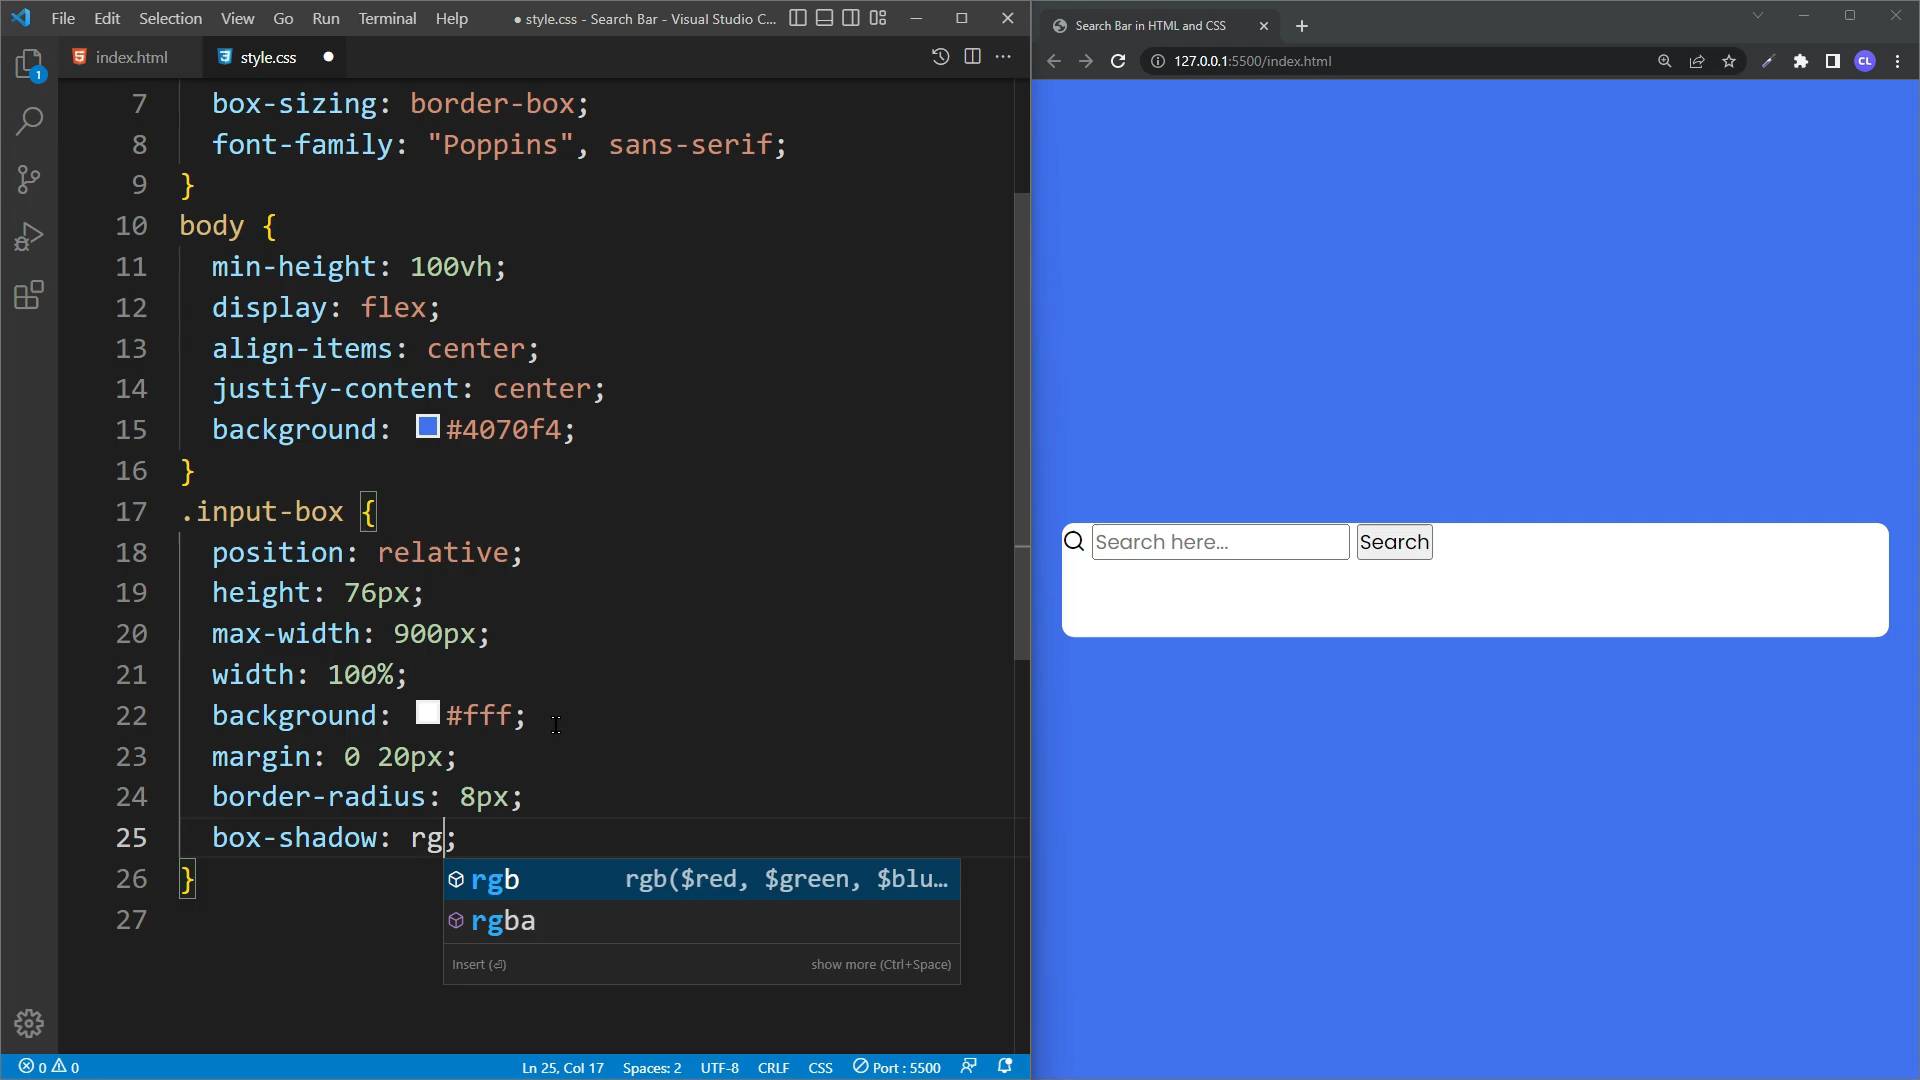 File Edit Selection View Go Run Terminal Help
● style.css - Search Bar - Visual Studio C...
Search Bar in HTML and CSS
index.html
style.css
127.0.0.1:5500/index.html
CL
1
7 box-sizing: border-box;
8 font-family: "Poppins", sans-serif;
9 }
10 body {
11 min-height: 100vh;
12 display: flex;
13 align-items: center;
14 justify-content: center;
15 background: #4070f4;
16 }
17 .input-box {
18 position: relative;
19 height: 76px;
20 max-width: 900px;
21 width: 100%;
22 background: #fff;
23 margin: 0 20px;
24 border-radius: 8px;
25 box-shadow: rg;
26 }
27
rgb rgb($red, $green, $blu...
rgba
Insert (⏎) show more (Ctrl+Space)
Search here...
Search
0 0 Ln 25, Col 17 Spaces: 2 UTF-8 CRLF CSS Port : 5500